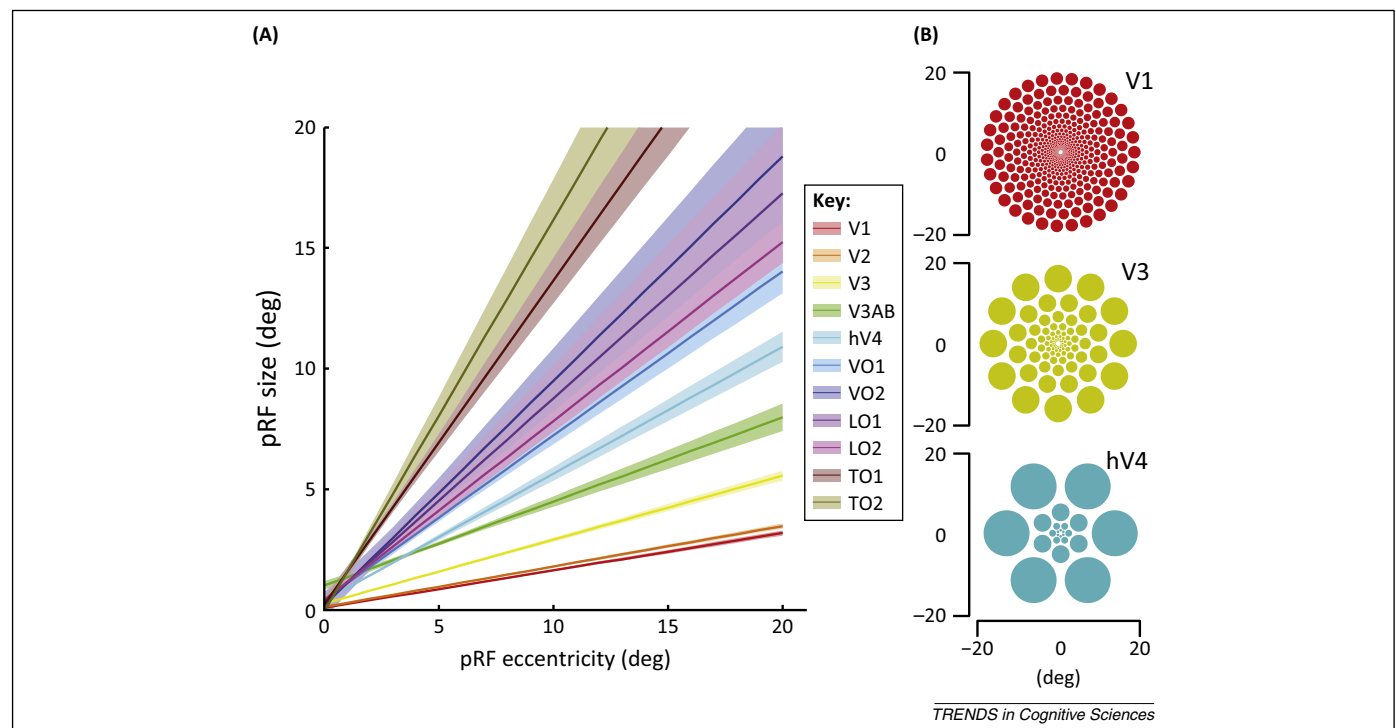 (A)
20
15
10
5
0
pRF size (deg)
0
5
10
15
20
pRF eccentricity (deg)
Key:
V1
V2
V3
V3AB
hV4
VO1
VO2
LO1
LO2
TO1
TO2
(B)
V1
20
0
–20
V3
20
0
–20
hV4
20
0
–20
–20
0
20
(deg)
TRENDS in Cognitive Sciences